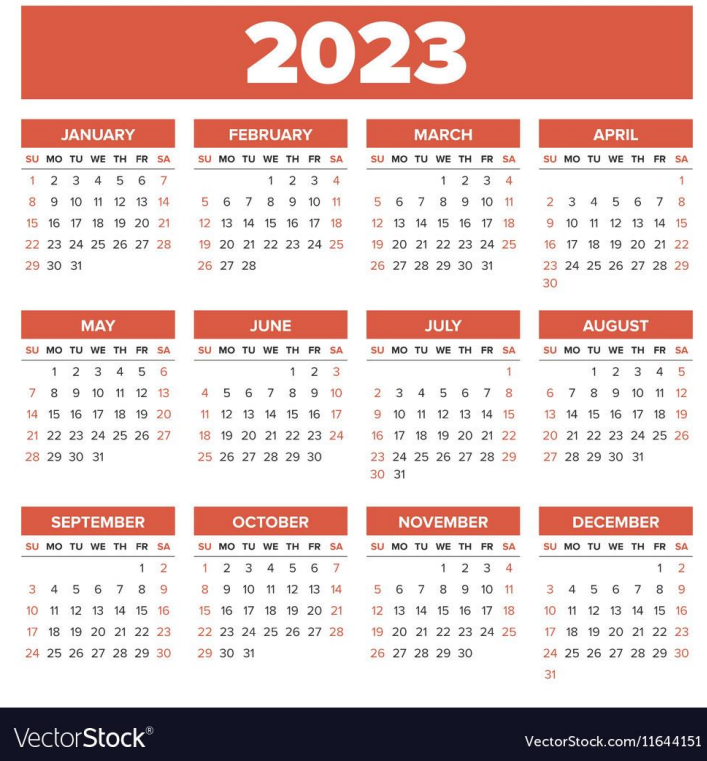 2023
JANUARY
SU MO TU WE TH FR SA
1 2 3 4 5 6 7
8 9 10 11 12 13 14
15 16 17 18 19 20 21
22 23 24 25 26 27 28
29 30 31
FEBRUARY
SU MO TU WE TH FR SA
1 2 3 4
5 6 7 8 9 10 11
12 13 14 15 16 17 18
19 20 21 22 23 24 25
26 27 28
MARCH
SU MO TU WE TH FR SA
1 2 3 4
5 6 7 8 9 10 11
12 13 14 15 16 17 18
19 20 21 22 23 24 25
26 27 28 29 30 31
APRIL
SU MO TU WE TH FR SA
1
2 3 4 5 6 7 8
9 10 11 12 13 14 15
16 17 18 19 20 21 22
23 24 25 26 27 28 29
30
MAY
SU MO TU WE TH FR SA
1 2 3 4 5 6
7 8 9 10 11 12 13
14 15 16 17 18 19 20
21 22 23 24 25 26 27
28 29 30 31
JUNE
SU MO TU WE TH FR SA
1 2 3
4 5 6 7 8 9 10
11 12 13 14 15 16 17
18 19 20 21 22 23 24
25 26 27 28 29 30
JULY
SU MO TU WE TH FR SA
1
2 3 4 5 6 7 8
9 10 11 12 13 14 15
16 17 18 19 20 21 22
23 24 25 26 27 28 29
30 31
AUGUST
SU MO TU WE TH FR SA
1 2 3 4 5
6 7 8 9 10 11 12
13 14 15 16 17 18 19
20 21 22 23 24 25 26
27 28 29 30 31
SEPTEMBER
SU MO TU WE TH FR SA
1 2
3 4 5 6 7 8 9
10 11 12 13 14 15 16
17 18 19 20 21 22 23
24 25 26 27 28 29 30
OCTOBER
SU MO TU WE TH FR SA
1 2 3 4 5 6 7
8 9 10 11 12 13 14
15 16 17 18 19 20 21
22 23 24 25 26 27 28
29 30 31
NOVEMBER
SU MO TU WE TH FR SA
1 2 3 4
5 6 7 8 9 10 11
12 13 14 15 16 17 18
19 20 21 22 23 24 25
26 27 28 29 30
DECEMBER
SU MO TU WE TH FR SA
1 2
3 4 5 6 7 8 9
10 11 12 13 14 15 16
17 18 19 20 21 22 23
24 25 26 27 28 29 30
31
VectorStock®
VectorStock.com/11644151